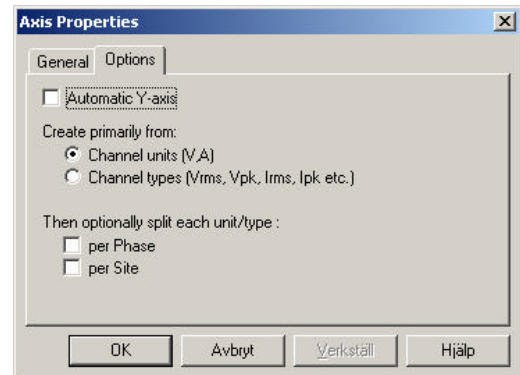 Axis Properties
General Options
Automatic Y-axis
Create primarily from:
Channel units (V,A)
Channel types (Vrms, Vpk, Irms, Ipk etc.)
Then optionally split each unit/type :
per Phase
per Site
OK Avbryt Verkställ Hjälp